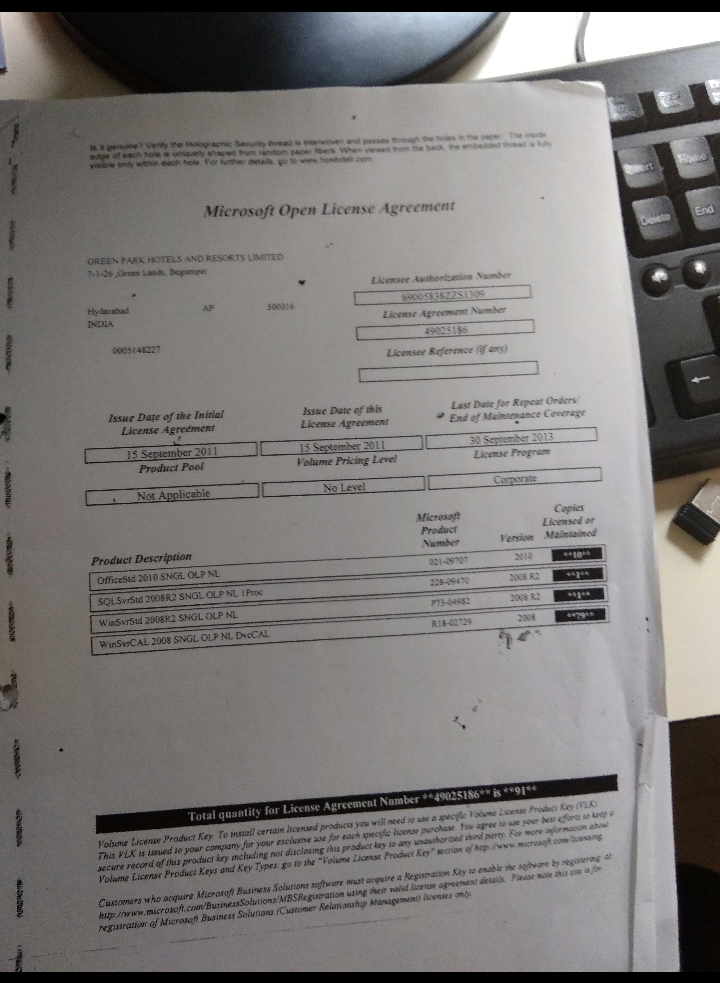 Is it genuine? Verify the Holographic Security thread is interwoven and passes through the holes in the paper. The inside
edge of each hole is uniquely shaped from random paper fibers. When viewed from the back, the embedded thread is fully
visible only within each hole. For further details, go to www.howtotell.com
Microsoft Open License Agreement
GREEN PARK HOTELS AND RESORTS LIMITED
7-1-26 ,Green Lands, Begumpet
Licensee Authorization Number
69005838ZZS1309
Hyderabad AP 500016
License Agreement Number
INDIA
49025186
0005148227
Licensee Reference (if any)
Issue Date of the Initial License Agreement
Issue Date of this License Agreement
Last Date for Repeat Orders/ End of Maintenance Coverage
15 September 2011 15 September 2011 30 September 2013
Product Pool Volume Pricing Level License Program
Not Applicable No Level Corporate
Product Description Microsoft Product Number Version Copies Licensed or Maintained
OfficeStd 2010 SNGL OLP NL 021-09707 2010 **10**
SQLSvrStd 2008R2 SNGL OLP NL 1Proc 228-09470 2008 R2 **1**
WinSvrStd 2008R2 SNGL OLP NL P73-04982 2008 R2 **1**
WinSvrCAL 2008 SNGL OLP NL DvcCAL R18-02729 2008 **79**
Total quantity for License Agreement Number **49025186** is **91**
Volume License Product Key. To install certain licensed products you will need to use a specific Volume License Product Key (VLK).
This VLK is issued to your company for your exclusive use for each specific license purchase. You agree to use your best efforts to keep a
secure record of this product key including not disclosing this product key to any unauthorized third party. For more information about
Volume License Product Keys and Key Types, go to the "Volume License Product Key" section of http://www.microsoft.com/licensing.
Customers who acquire Microsoft Business Solutions software must acquire a Registration Key to enable the software by registering at:
http://www.microsoft.com/BusinessSolutions/MBSRegistration using their valid license agreement details. Please note this site is for
registration of Microsoft Business Solutions (Customer Relationship Management) licenses only.
Insert
Home
Delete
End